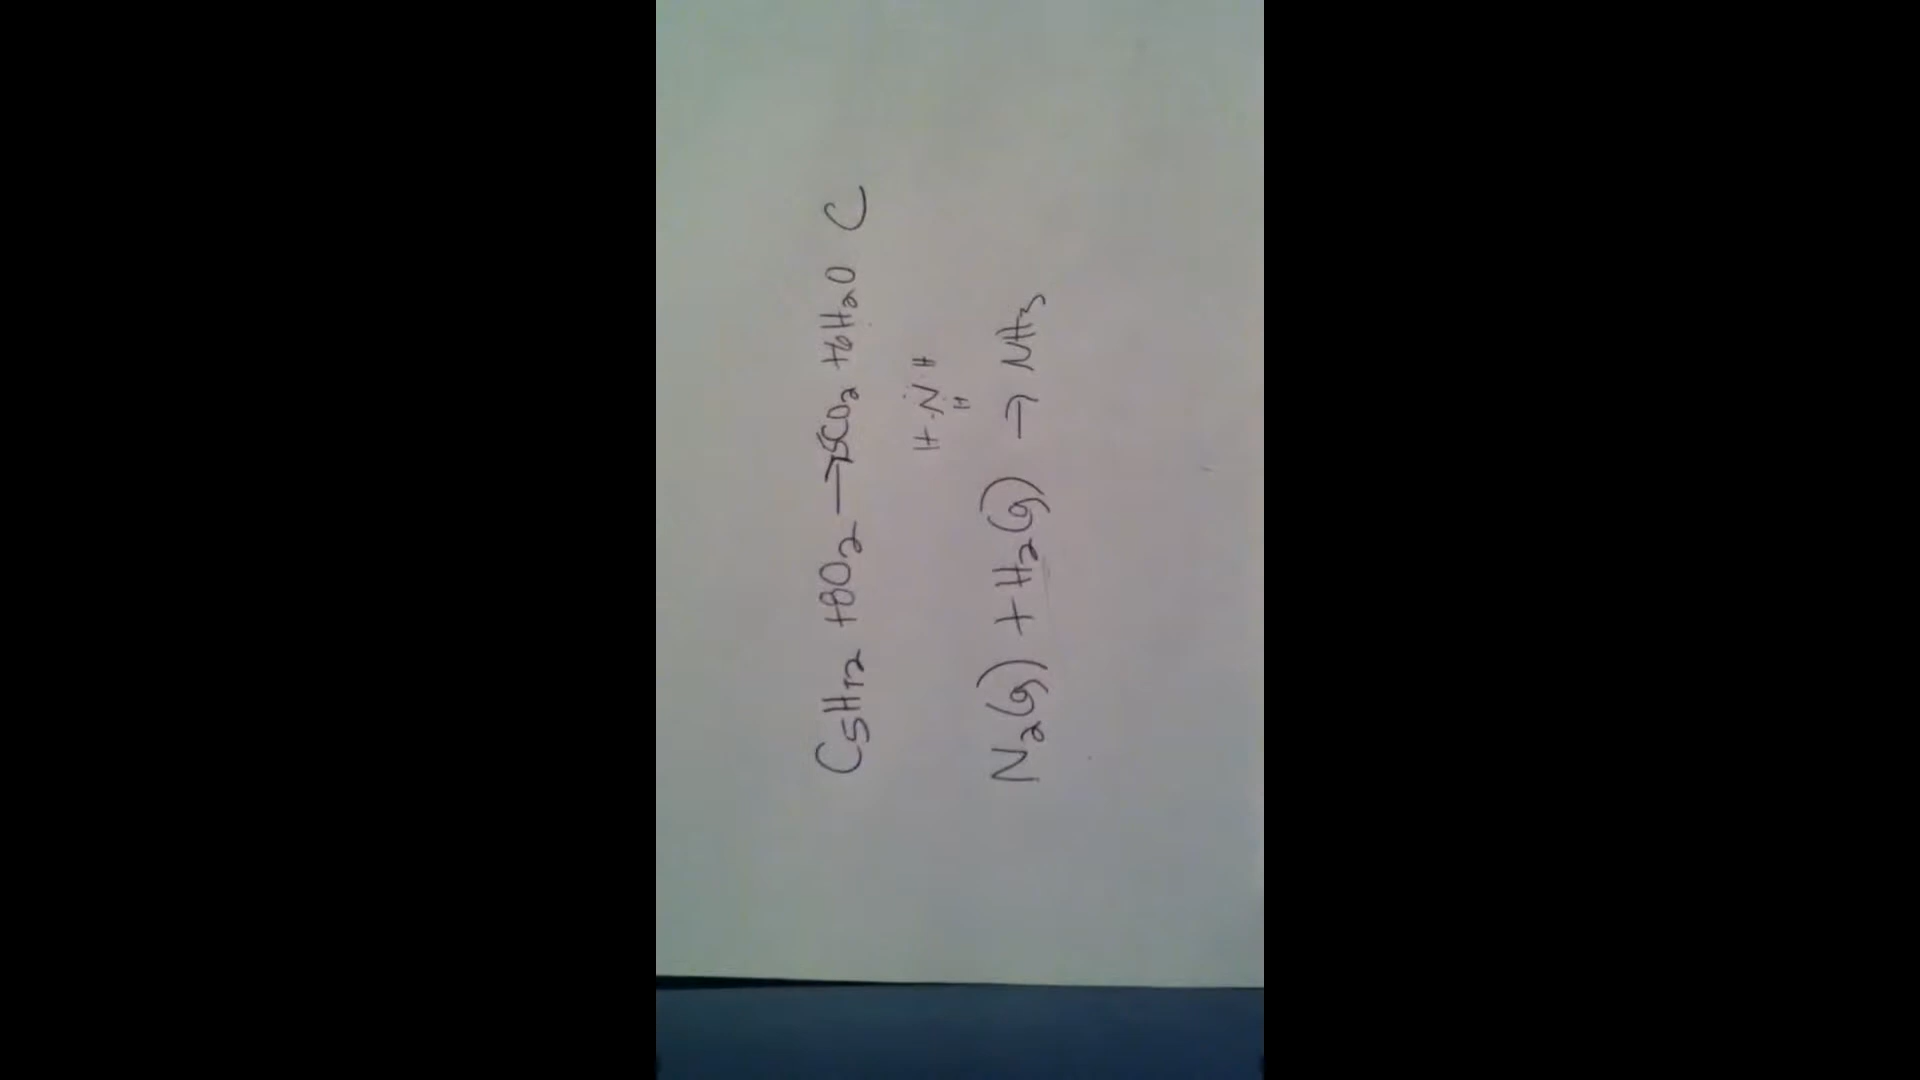 C5H12 + 8O2 → 5CO2 + 6H2O C
H·N·H
H
N2(g) + H2(g) → NH3